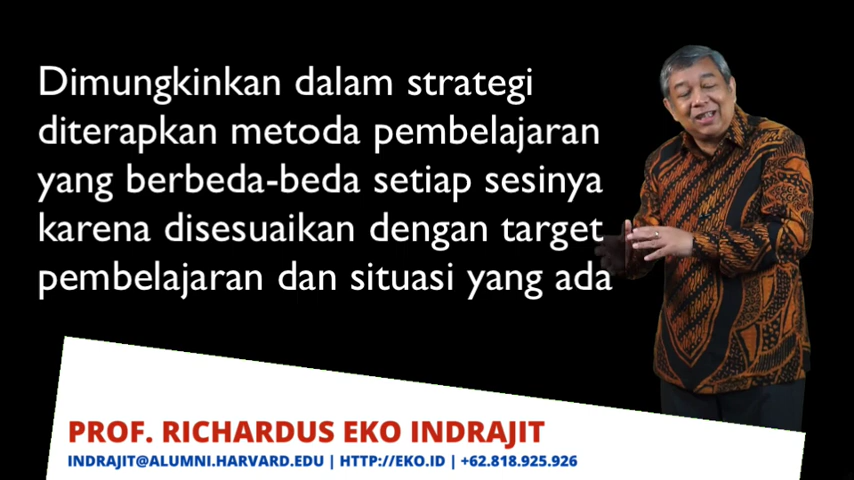 Dimungkinkan dalam strategi
diterapkan metoda pembelajaran
yang berbeda-beda setiap sesinya
karena disesuaikan dengan target
pembelajaran dan situasi yang ada
PROF. RICHARDUS EKO INDRAJIT
INDRAJIT@ALUMNI.HARVARD.EDU | HTTP://EKO.ID | +62.818.925.926